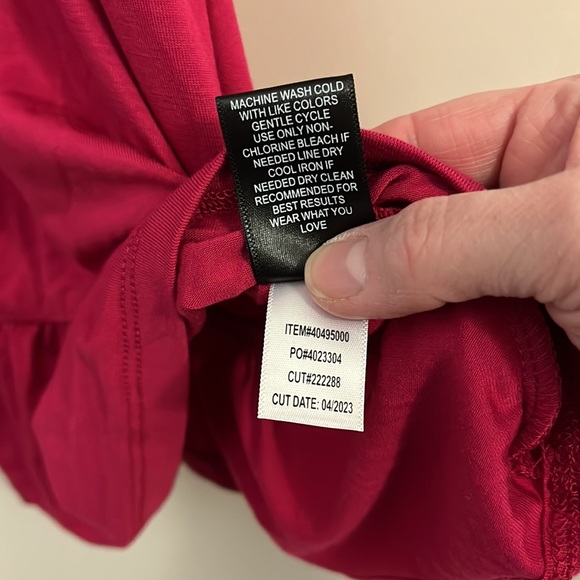 MACHINE WASH COLD
WITH LIKE COLORS
GENTLE CYCLE
USE ONLY NON-
CHLORINE BLEACH IF
NEEDED LINE DRY
COOL IRON IF
NEEDED DRY CLEAN
RECOMMENDED FOR
BEST RESULTS
WEAR WHAT YOU
LOVE
ITEM#40495000
PO#4023304
CUT#222288
CUT DATE: 04/2023